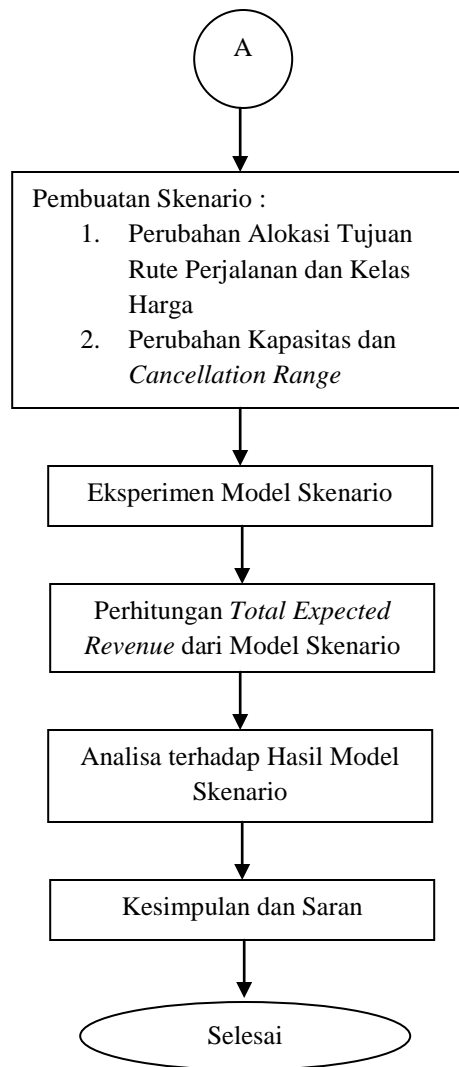 A
Pembuatan Skenario :
1. Perubahan Alokasi Tujuan
Rute Perjalanan dan Kelas
Harga
2. Perubahan Kapasitas dan
Cancellation Range
Eksperimen Model Skenario
Perhitungan Total Expected
Revenue dari Model Skenario
Analisa terhadap Hasil Model
Skenario
Kesimpulan dan Saran
Selesai